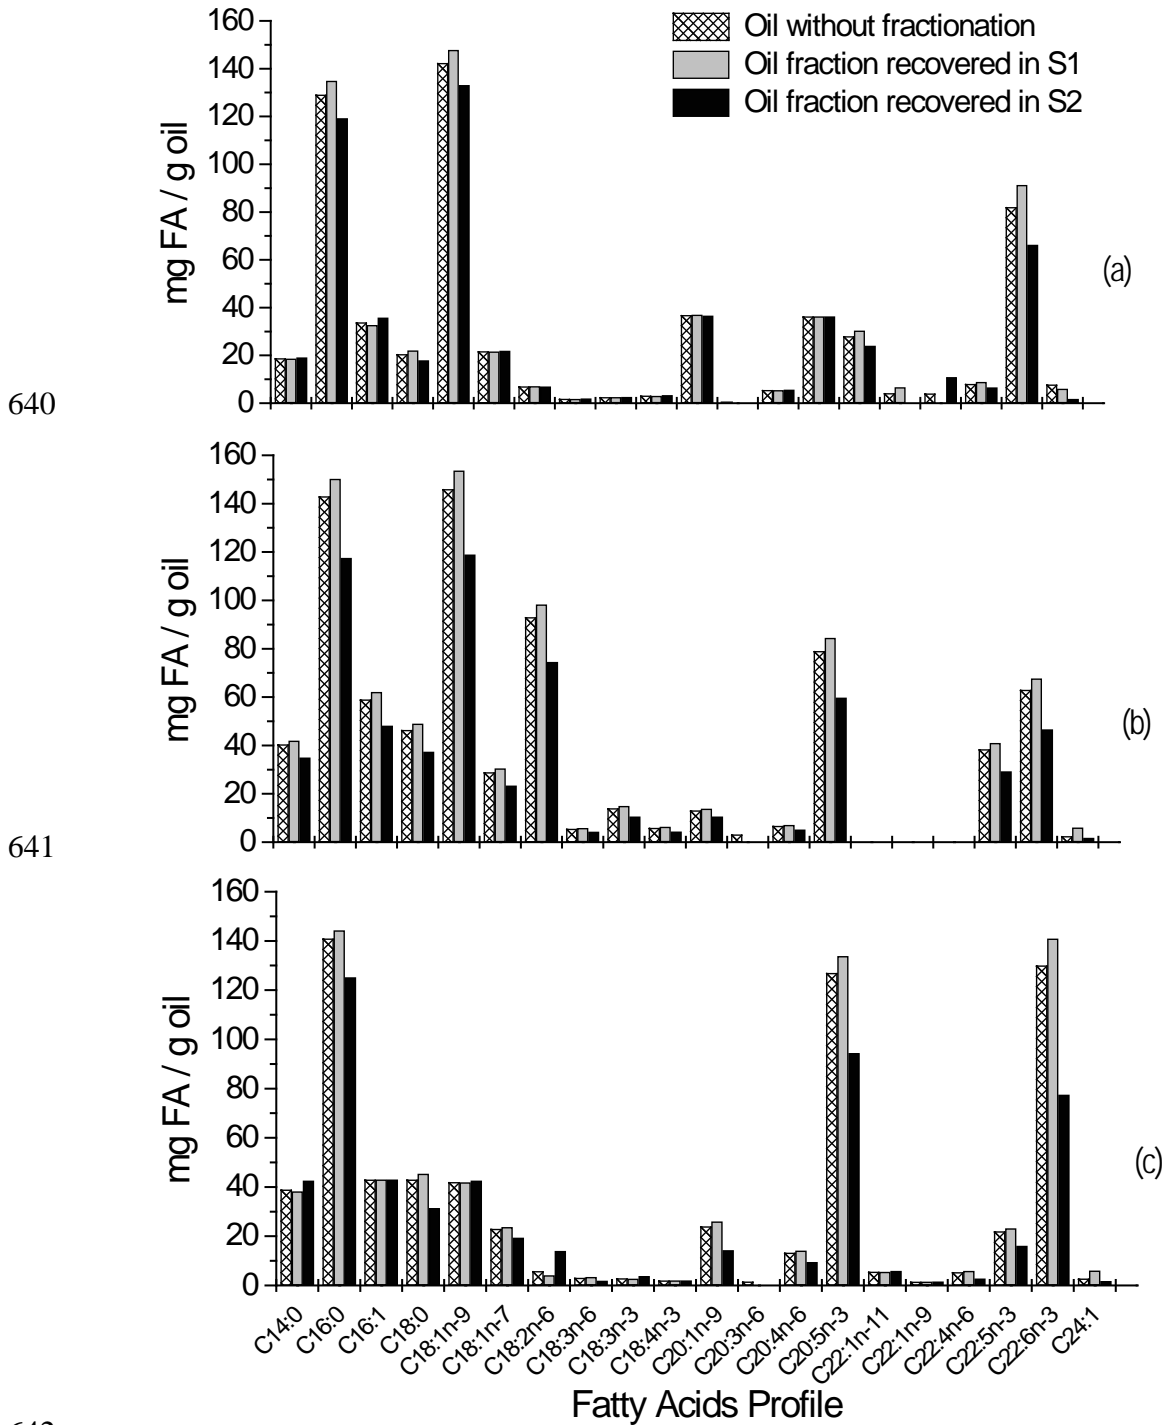 160
140
120
100
80
60
40
20
0
mg FA / g oil
Oil without fractionation
Oil fraction recovered in S1
Oil fraction recovered in S2
(a)
640
160
140
120
100
80
60
40
20
0
mg FA / g oil
(b)
641
160
140
120
100
80
60
40
20
0
mg FA / g oil
(c)
C14:0
C16:0
C16:1
C18:0
C18:1n-9
C18:1n-7
C18:2n-6
C18:3n-6
C18:3n-3
C18:4n-3
C20:1n-9
C20:3n-6
C20:4n-6
C20:5n-3
C22:1n-11
C22:1n-9
C22:4n-6
C22:5n-3
C22:6n-3
C24:1
Fatty Acids Profile